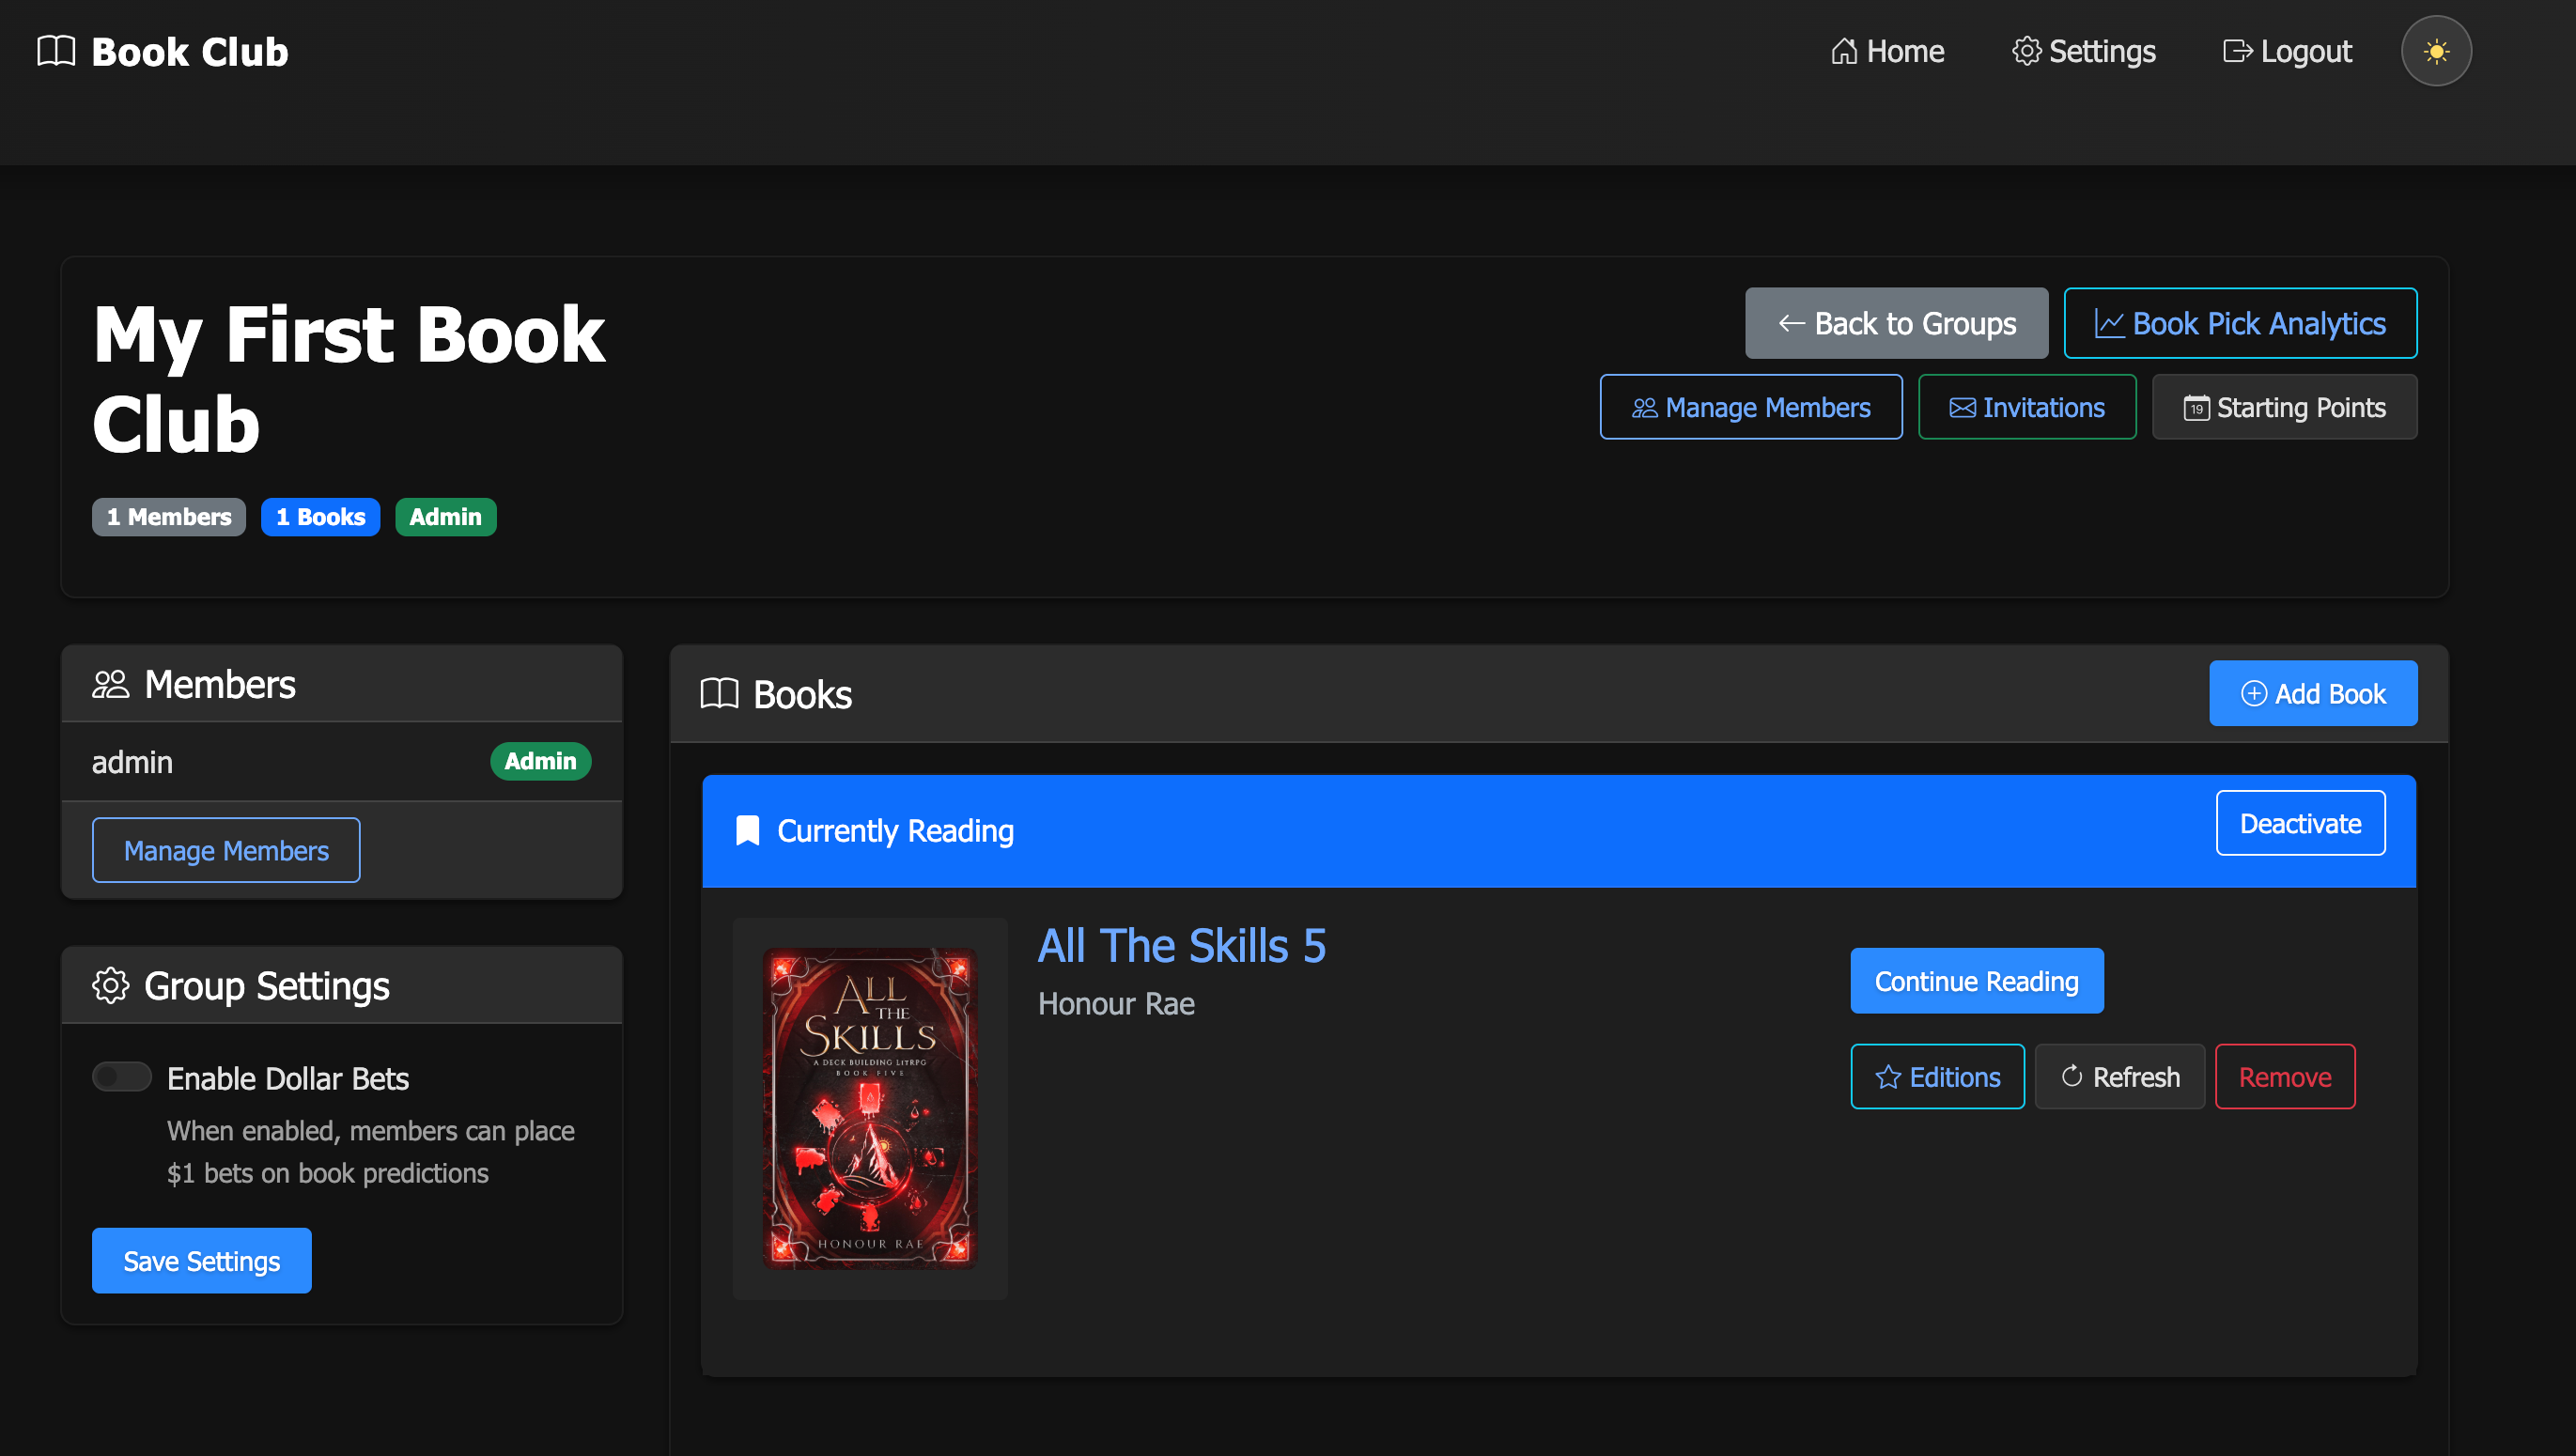 Book Club
Home
Settings
Logout
My First Book
Club
Back to Groups
Book Pick Analytics
Manage Members
Invitations
19
Starting Points
1 Members
1 Books
Admin
Members
admin
Admin
Manage Members
Group Settings
Enable Dollar Bets
When enabled, members can place
$1 bets on book predictions
Save Settings
Books
Add Book
Currently Reading
Deactivate
ALL
THE
SKILLS
A DECK BUILDING LITRPG
BOOK FIVE
HONOUR RAE
All The Skills 5
Honour Rae
Continue Reading
Editions
Refresh
Remove